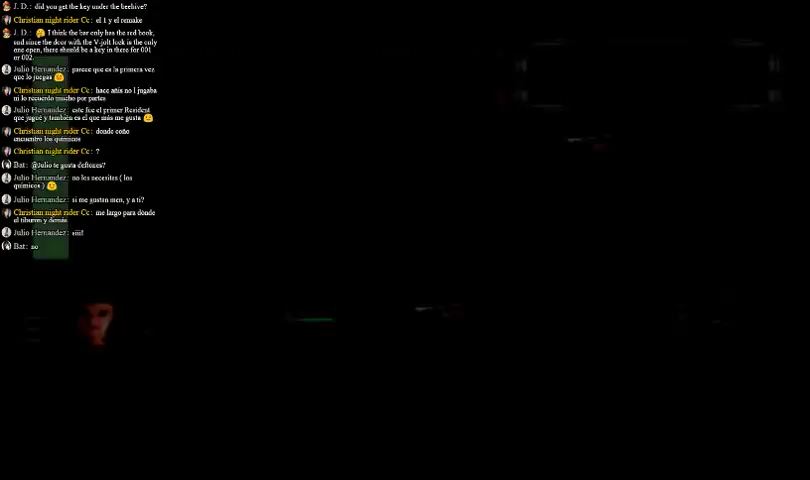 J. D.: did you get the key under the beehive?
Christian night rider Cc: el 1 y el remake
J. D.: 🤔 I think the bar only has the red book,
and since the door with the V-jolt lock is the only
one open, there should be a key in there for 001
or 002.
Julio Hernandez: parece que es la primera vez
que lo juegas 🙂
Christian night rider Cc: hace añis no l jugaba
ni lo recuerdo mucho por partes
Julio Hernandez: este fue el primer Resident
que jugué y también es el que más me gusta 🙂
Christian night rider Cc: donde coño
encuentro los químicos
Christian night rider Cc: ?
Bat: @Julio te gusta deftones?
Julio Hernandez: no los necesitas ( los
químicos ) 🙂
Julio Hernandez: si me gustan men, y a ti?
Christian night rider Cc: me largo para donde
el tiburon y demás
Julio Hernandez: siii!!
Bat: no